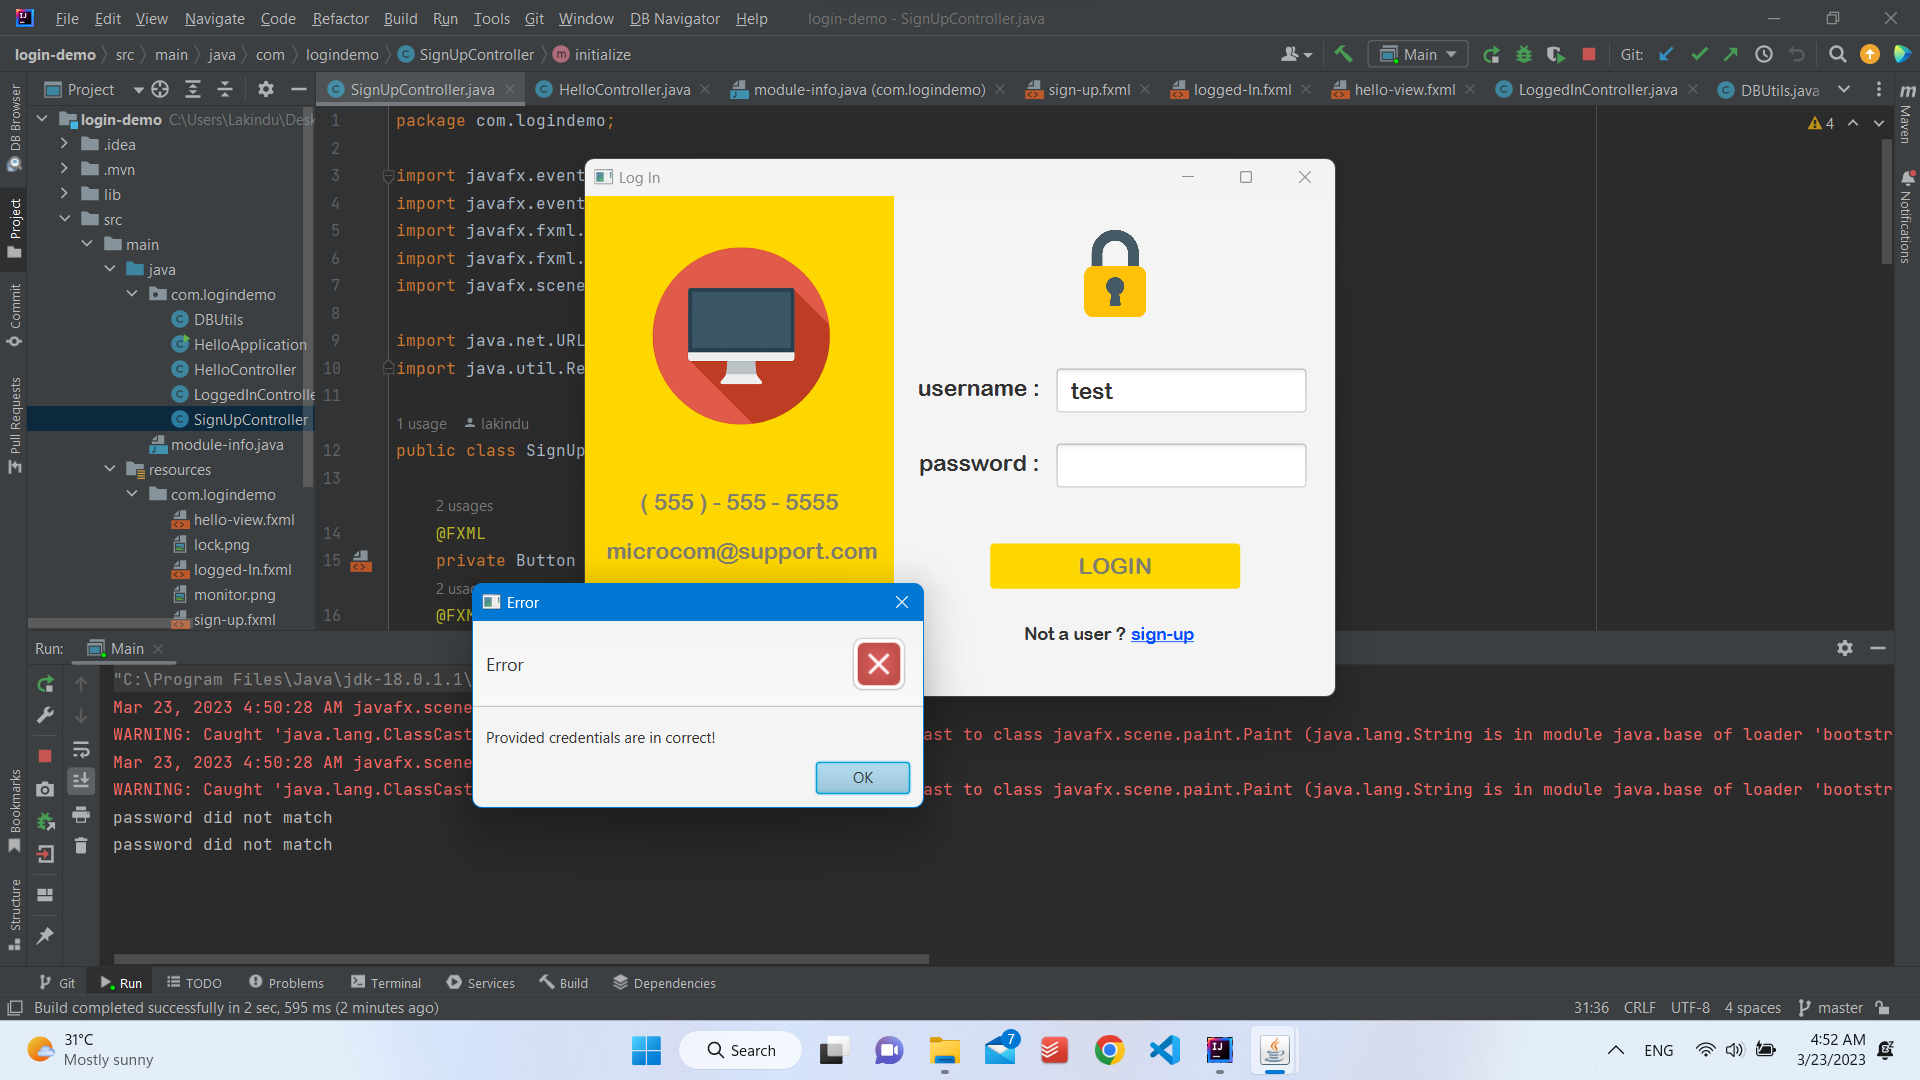 File Edit View Navigate Code Refactor Build Run Tools Git Window DB Navigator Help login-demo - SignUpController.java
login-demo src main java com logindemo SignUpController initialize Main Git:
Project SignUpController.java HelloController.java module-info.java (com.logindemo) sign-up.fxml logged-In.fxml hello-view.fxml LoggedInController.java DBUtils.java
DB Browser
Project
Commit
Pull Requests
Bookmarks
Structure
login-demo C:\Users\Lakindu\Desk
.idea
.mvn
lib
src
main
java
com.logindemo
DBUtils
HelloApplication
HelloController
LoggedInControlle
SignUpController
module-info.java
resources
com.logindemo
hello-view.fxml
lock.png
logged-In.fxml
monitor.png
sign-up.fxml
1 package com.logindemo;
2
3 import javafx.event
4 import javafx.event
5 import javafx.fxml.
6 import javafx.fxml.
7 import javafx.scene
8
9 import java.net.URL
10 import java.util.Re
11
1 usage lakindu
12 public class SignUp
13
2 usages
14 @FXML
15 private Button
2 usag
16 @FXM
4
Maven
Notifications
Log In
( 555 ) - 555 - 5555
microcom@support.com
username : test
password :
LOGIN
Not a user ? sign-up
Error
Error
Provided credentials are in correct!
OK
Run: Main
"C:\Program Files\Java\jdk-18.0.1.1\
Mar 23, 2023 4:50:28 AM javafx.scene
WARNING: Caught 'java.lang.ClassCast ast to class javafx.scene.paint.Paint (java.lang.String is in module java.base of loader 'bootstr
Mar 23, 2023 4:50:28 AM javafx.scene
WARNING: Caught 'java.lang.ClassCast ast to class javafx.scene.paint.Paint (java.lang.String is in module java.base of loader 'bootstr
password did not match
password did not match
Git Run TODO Problems Terminal Services Build Dependencies
Build completed successfully in 2 sec, 595 ms (2 minutes ago) 31:36 CRLF UTF-8 4 spaces master
31°C
Mostly sunny
Search
7
ENG
4:52 AM
3/23/2023